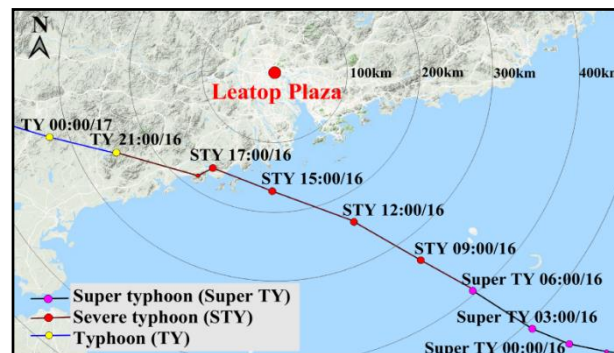 N
100km
200km
300km
400km
Leatop Plaza
TY 00:00/17
TY 21:00/16
STY 17:00/16
STY 15:00/16
STY 12:00/16
STY 09:00/16
Super TY 06:00/16
Super TY 03:00/16
Super TY 00:00/16
Super typhoon (Super TY)
Severe typhoon (STY)
Typhoon (TY)